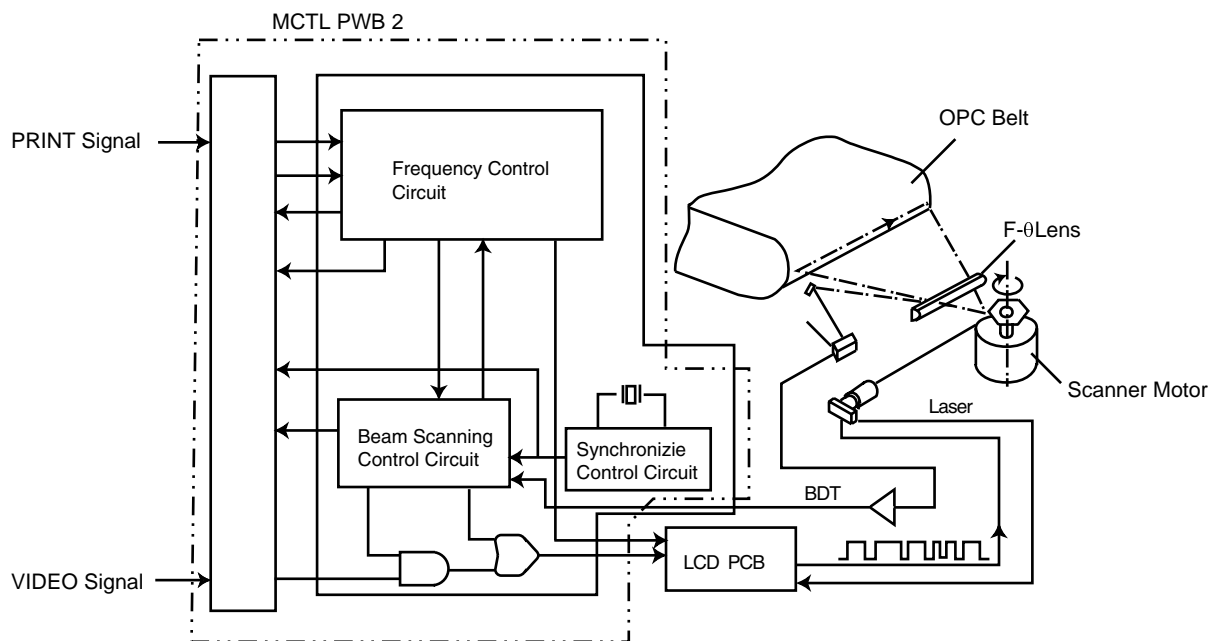 MCTL PWB 2
OPC Belt
PRINT Signal
Frequency Control
Circuit
F-θLens
Scanner Motor
Laser
Beam Scanning
Control Circuit
Synchronizie
Control Circuit
BDT
LCD PCB
VIDEO Signal